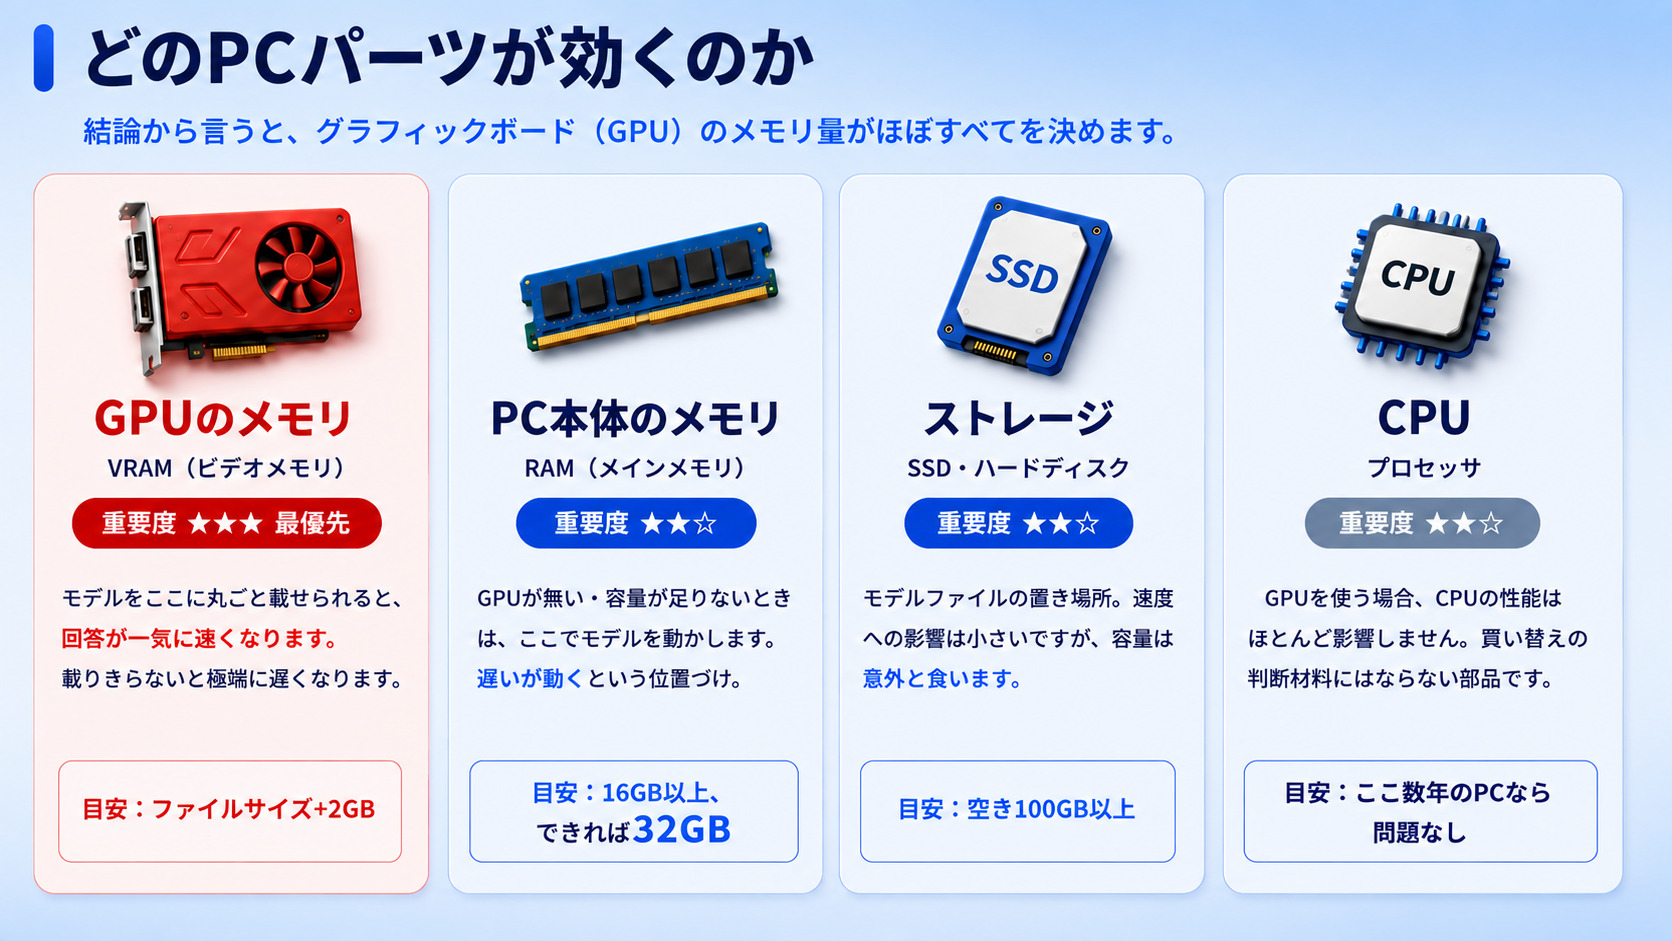 どのPCパーツが効くのか
結論から言うと、グラフィックボード（GPU）のメモリ量がほぼすべてを決めます。
GPUのメモリ
VRAM（ビデオメモリ）
重要度 ★★★ 最優先
モデルをここに丸ごと載せられると、
回答が一気に速くなります。
載りきらないと極端に遅くなります。
目安：ファイルサイズ+2GB
PC本体のメモリ
RAM（メインメモリ）
重要度 ★★☆
GPUが無い・容量が足りないとき
は、ここでモデルを動かします。
遅いが動くという位置づけ。
目安：16GB以上、
できれば32GB
SSD
ストレージ
SSD・ハードディスク
重要度 ★★☆
モデルファイルの置き場所。速度
への影響は小さいですが、容量は
意外と食います。
目安：空き100GB以上
CPU
CPU
プロセッサ
重要度 ★★☆
GPUを使う場合、CPUの性能は
ほとんど影響しません。買い替えの
判断材料にはならない部品です。
目安：ここ数年のPCなら
問題なし